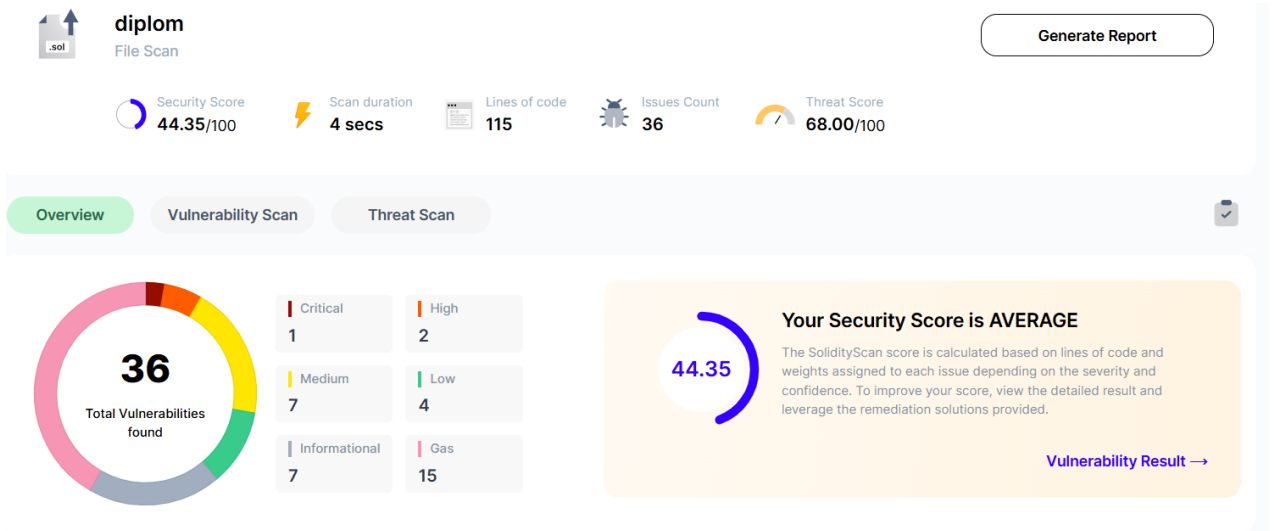 diplom
.sol
File Scan
Generate Report
Security Score
44.35/100
Scan duration
4 secs
Lines of code
115
Issues Count
36
Threat Score
68.00/100
Overview
Vulnerability Scan
Threat Scan
36
Total Vulnerabilities
found
Critical
1
High
2
Medium
7
Low
4
Informational
7
Gas
15
44.35
Your Security Score is AVERAGE
The SolidityScan score is calculated based on lines of code and
weights assigned to each issue depending on the severity and
confidence. To improve your score, view the detailed result and
leverage the remediation solutions provided.
Vulnerability Result →